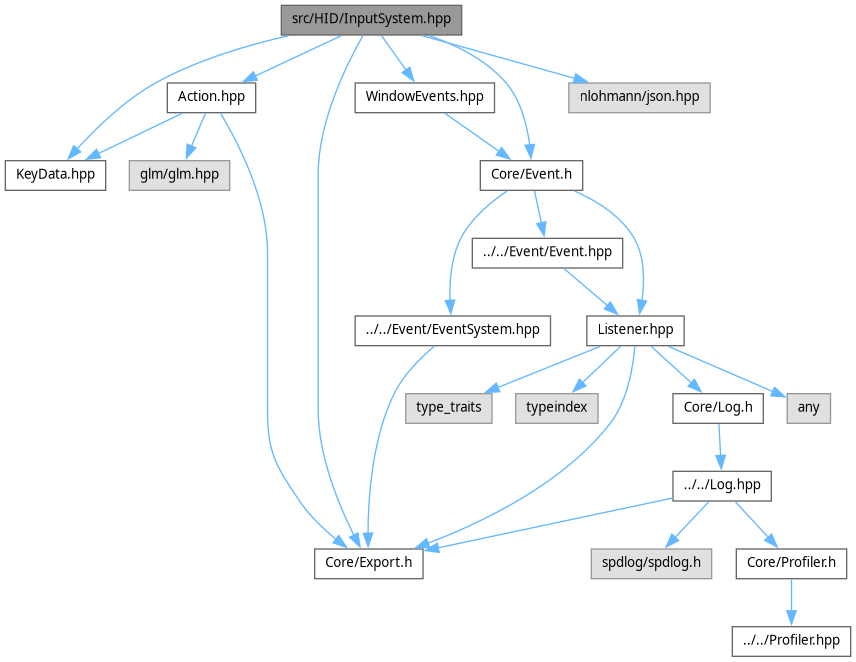 src/HID/InputSystem.hpp
Action.hpp
WindowEvents.hpp
nlohmann/json.hpp
KeyData.hpp
glm/glm.hpp
Core/Event.h
../../Event/Event.hpp
../../Event/EventSystem.hpp
Listener.hpp
type_traits
typeindex
Core/Log.h
any
../../Log.hpp
Core/Export.h
spdlog/spdlog.h
Core/Profiler.h
../../Profiler.hpp